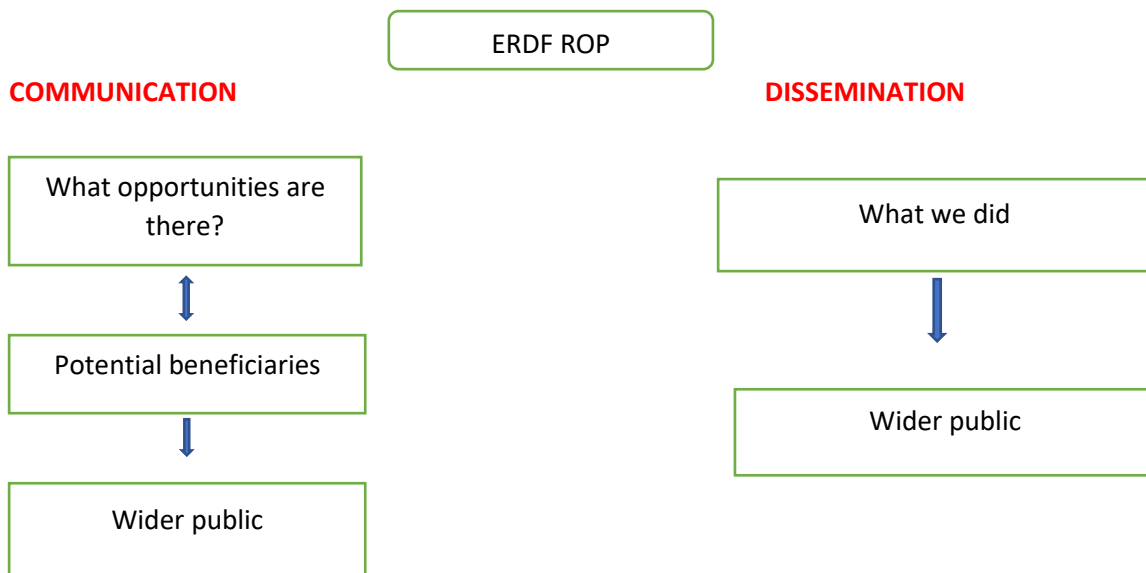 ERDF ROP
COMMUNICATION
DISSEMINATION
What opportunities are
there?
What we did
Potential beneficiaries
Wider public
Wider public